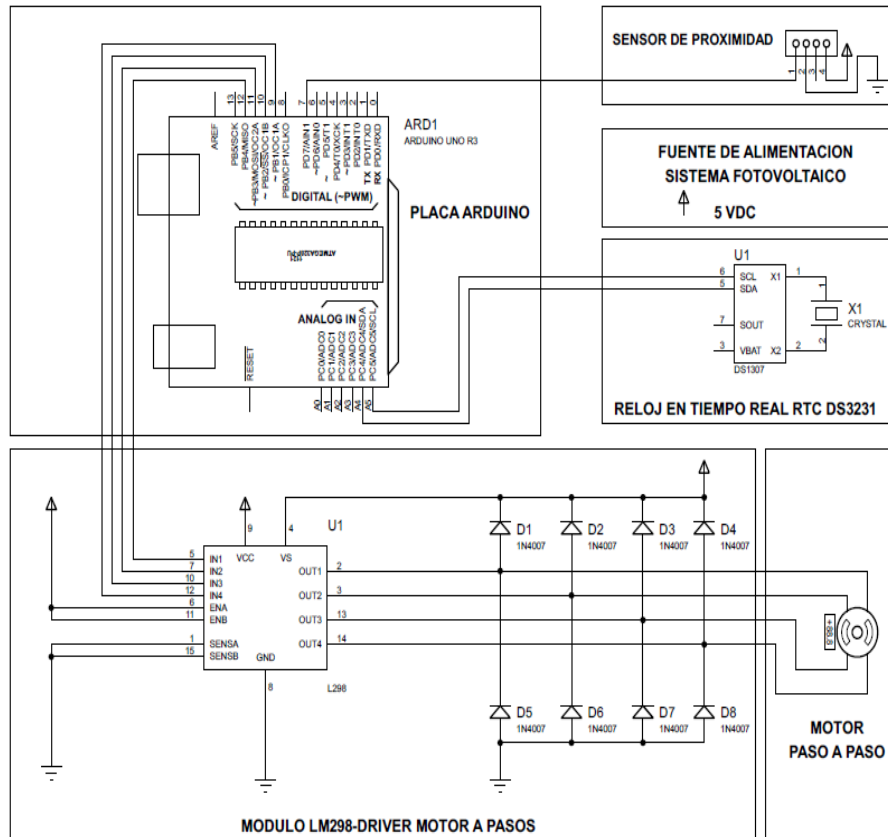 SENSOR DE PROXIMIDAD
1
2
3
4
FUENTE DE ALIMENTACION
SISTEMA FOTOVOLTAICO
5 VDC
ARD1
ARDUINO UNO R3
PLACA ARDUINO
AREF
13
12
11
10
9
8
7
6
5
4
3
2
1
0
PB5/SCK
PB4/MISO
~PB3/MOSI/OC2A
~ PB2/SS/OC1B
~ PB1/OC1A
PB0/ICP1/CLKO
PD7/AIN1
~PD6/AIN0
~ PD5/T1
PD4/T0/XCK
~PD3/INT1
PD2/INT0
TX PD1/TXD
RX PD0/RXD
DIGITAL (~PWM)
1121
ANALOG IN
RESET
PC0/ADC0
PC1/ADC1
PC2/ADC2
PC3/ADC3
PC4/ADC4/SDA
PC5/ADC5/SCL
A0
A1
A2
A3
A4
A5
U1
6
SCL
X1
1
5
SDA
7
SOUT
3
VBAT
X2
2
DS1307
1
2
X1
CRYSTAL
RELOJ EN TIEMPO REAL RTC DS3231
U1
9
4
VCC
VS
5
IN1
7
IN2
10
IN3
12
IN4
6
ENA
11
ENB
1
SENSA
15
SENSB
GND
8
OUT1
2
OUT2
3
OUT3
13
OUT4
14
L298
D1
1N4007
D2
1N4007
D3
1N4007
D4
1N4007
D5
1N4007
D6
1N4007
D7
1N4007
D8
1N4007
+88.8
MOTOR
PASO A PASO
MODULO LM298-DRIVER MOTOR A PASOS